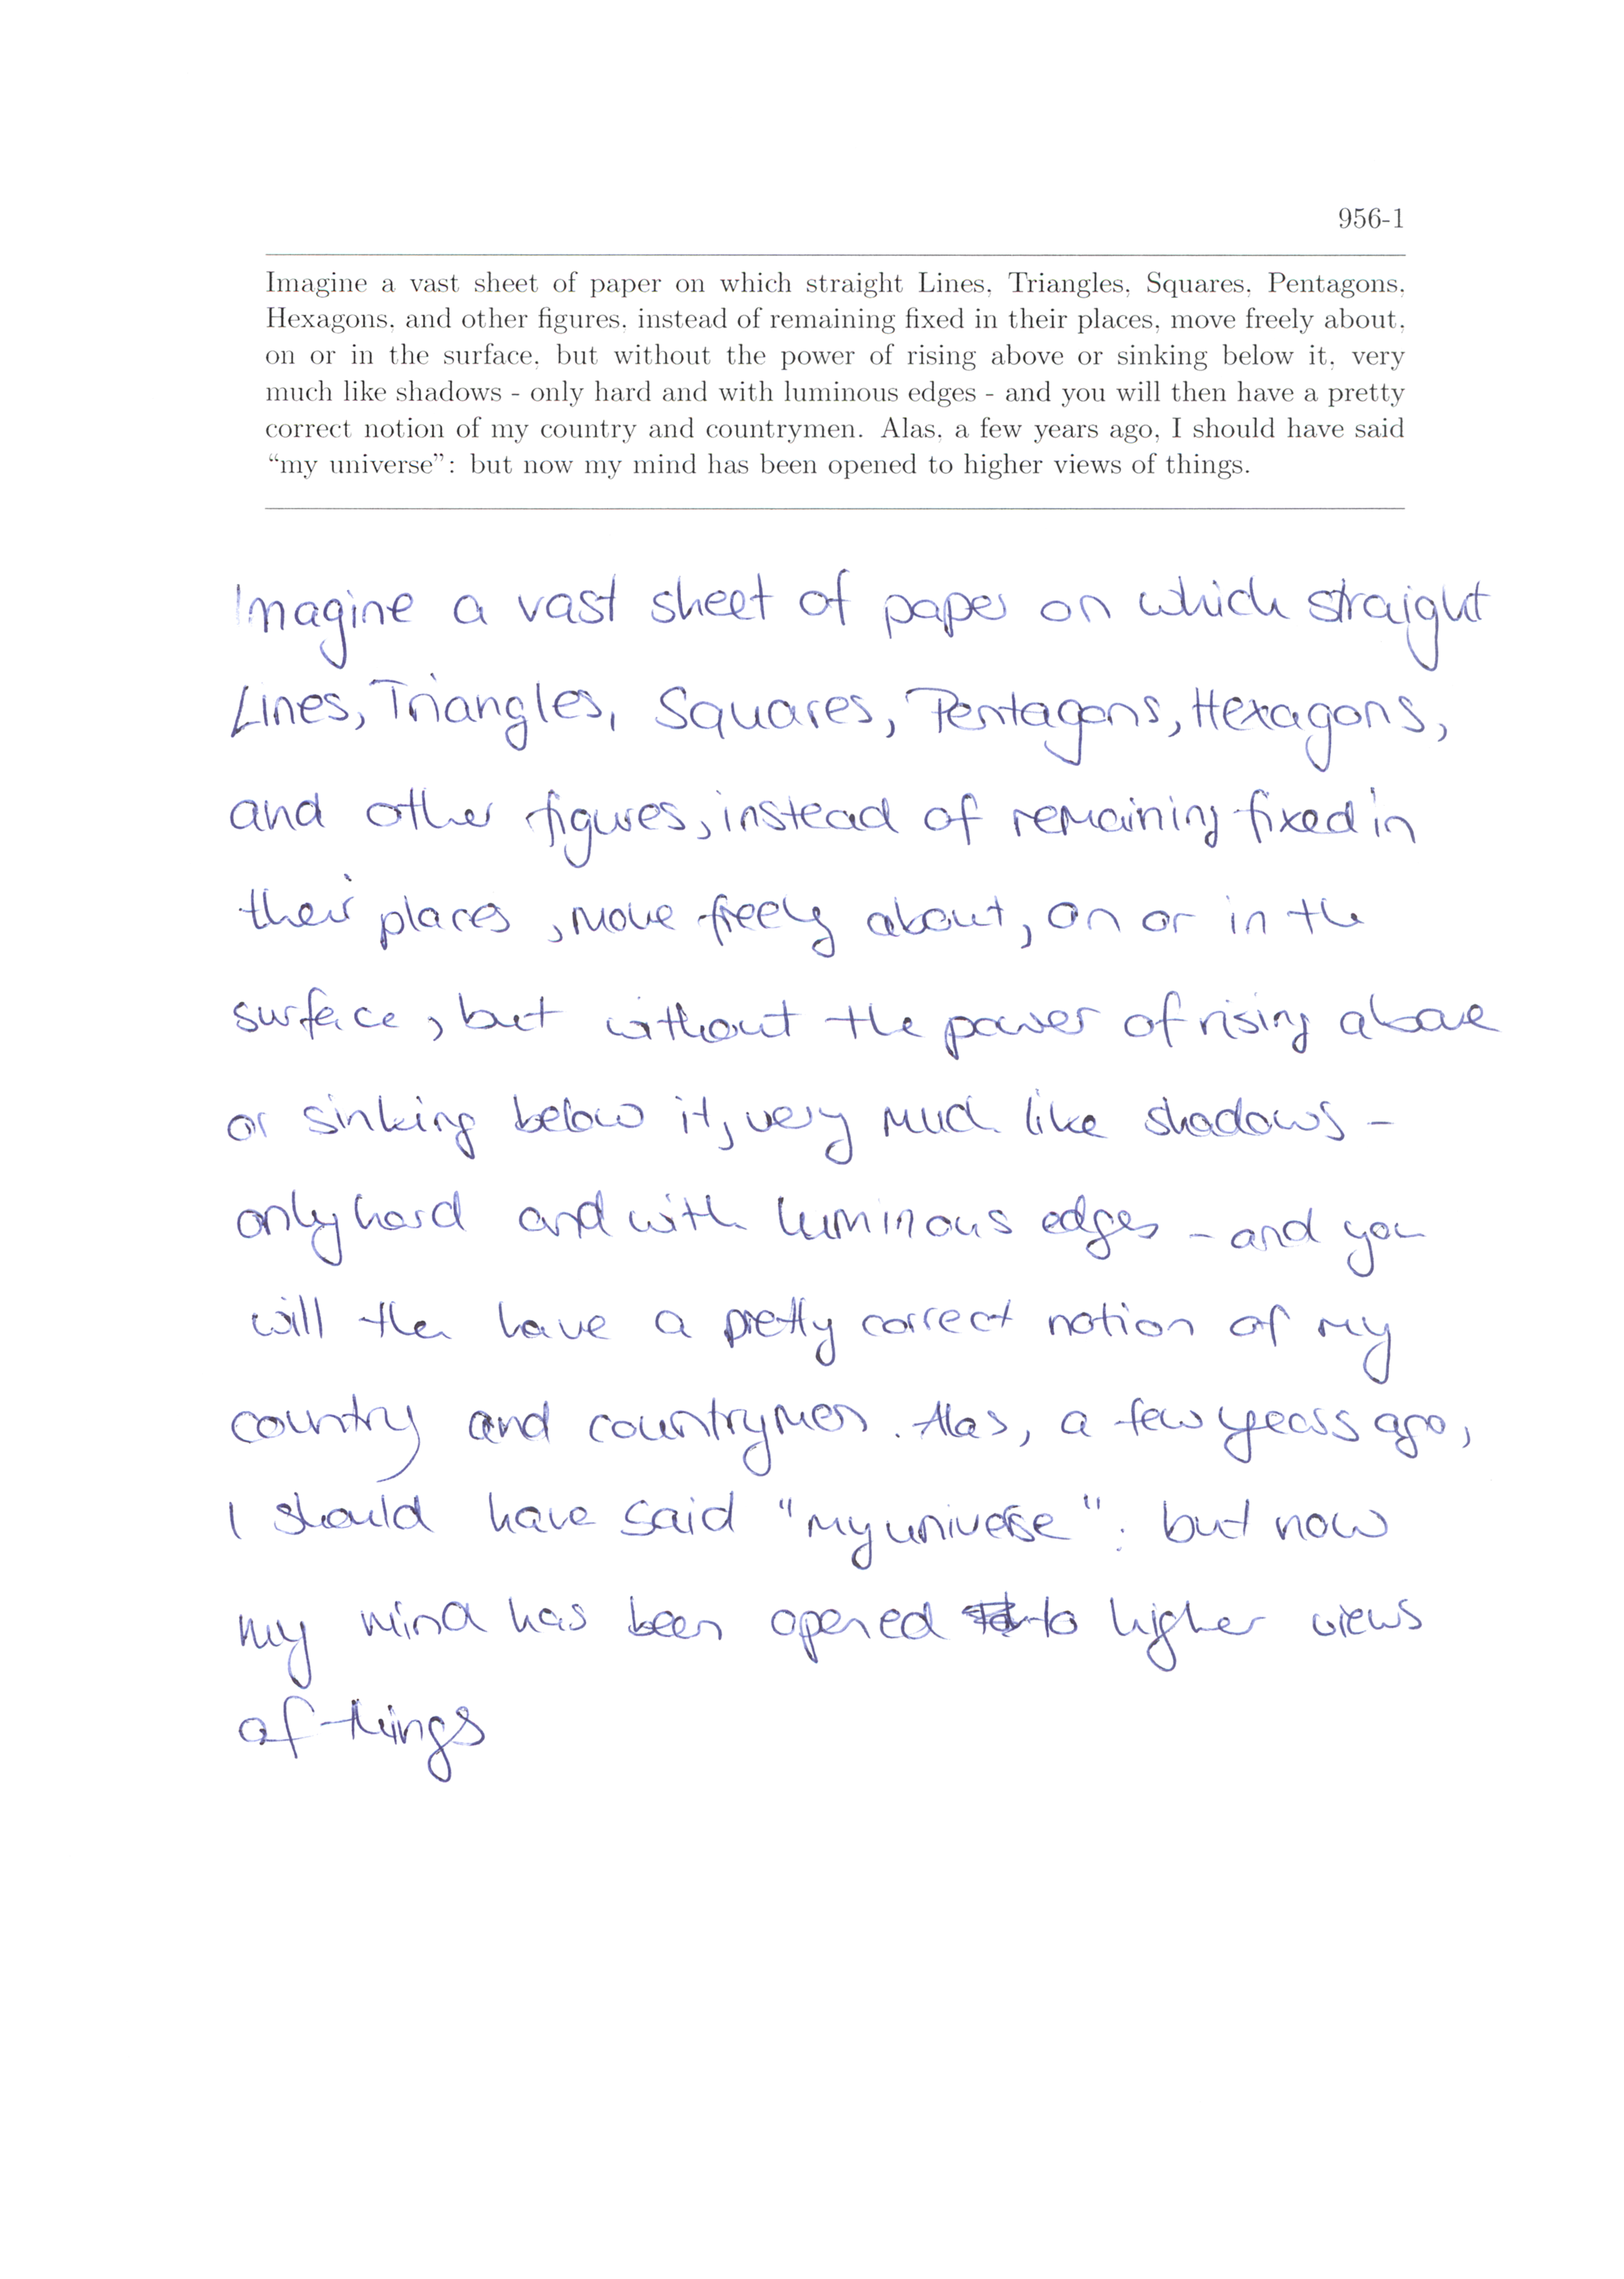 956-1
Imagine a vast sheet of paper on which straight Lines, Triangles, Squares, Pentagons,
Hexagons, and other figures, instead of remaining fixed in their places, move freely about,
on or in the surface, but without the power of rising above or sinking below it, very
much like shadows - only hard and with luminous edges - and you will then have a pretty
correct notion of my country and countrymen. Alas, a few years ago, I should have said
“my universe”: but now my mind has been opened to higher views of things.
Imagine a vast sheet of paper on which straight
Lines, Triangles, Squares, Pentagons, Hexagons,
and other figures, instead of remaining fixed in
their places, move freely about, on or in the
surface, but without the power of rising above
or sinking below it, very much like shadows -
only hard and with luminous edges - and you
will then have a pretty correct notion of my
country and countrymen. Alas, a few years ago,
I should have said "my universe": but now
my mind has been opened to higher views
of things